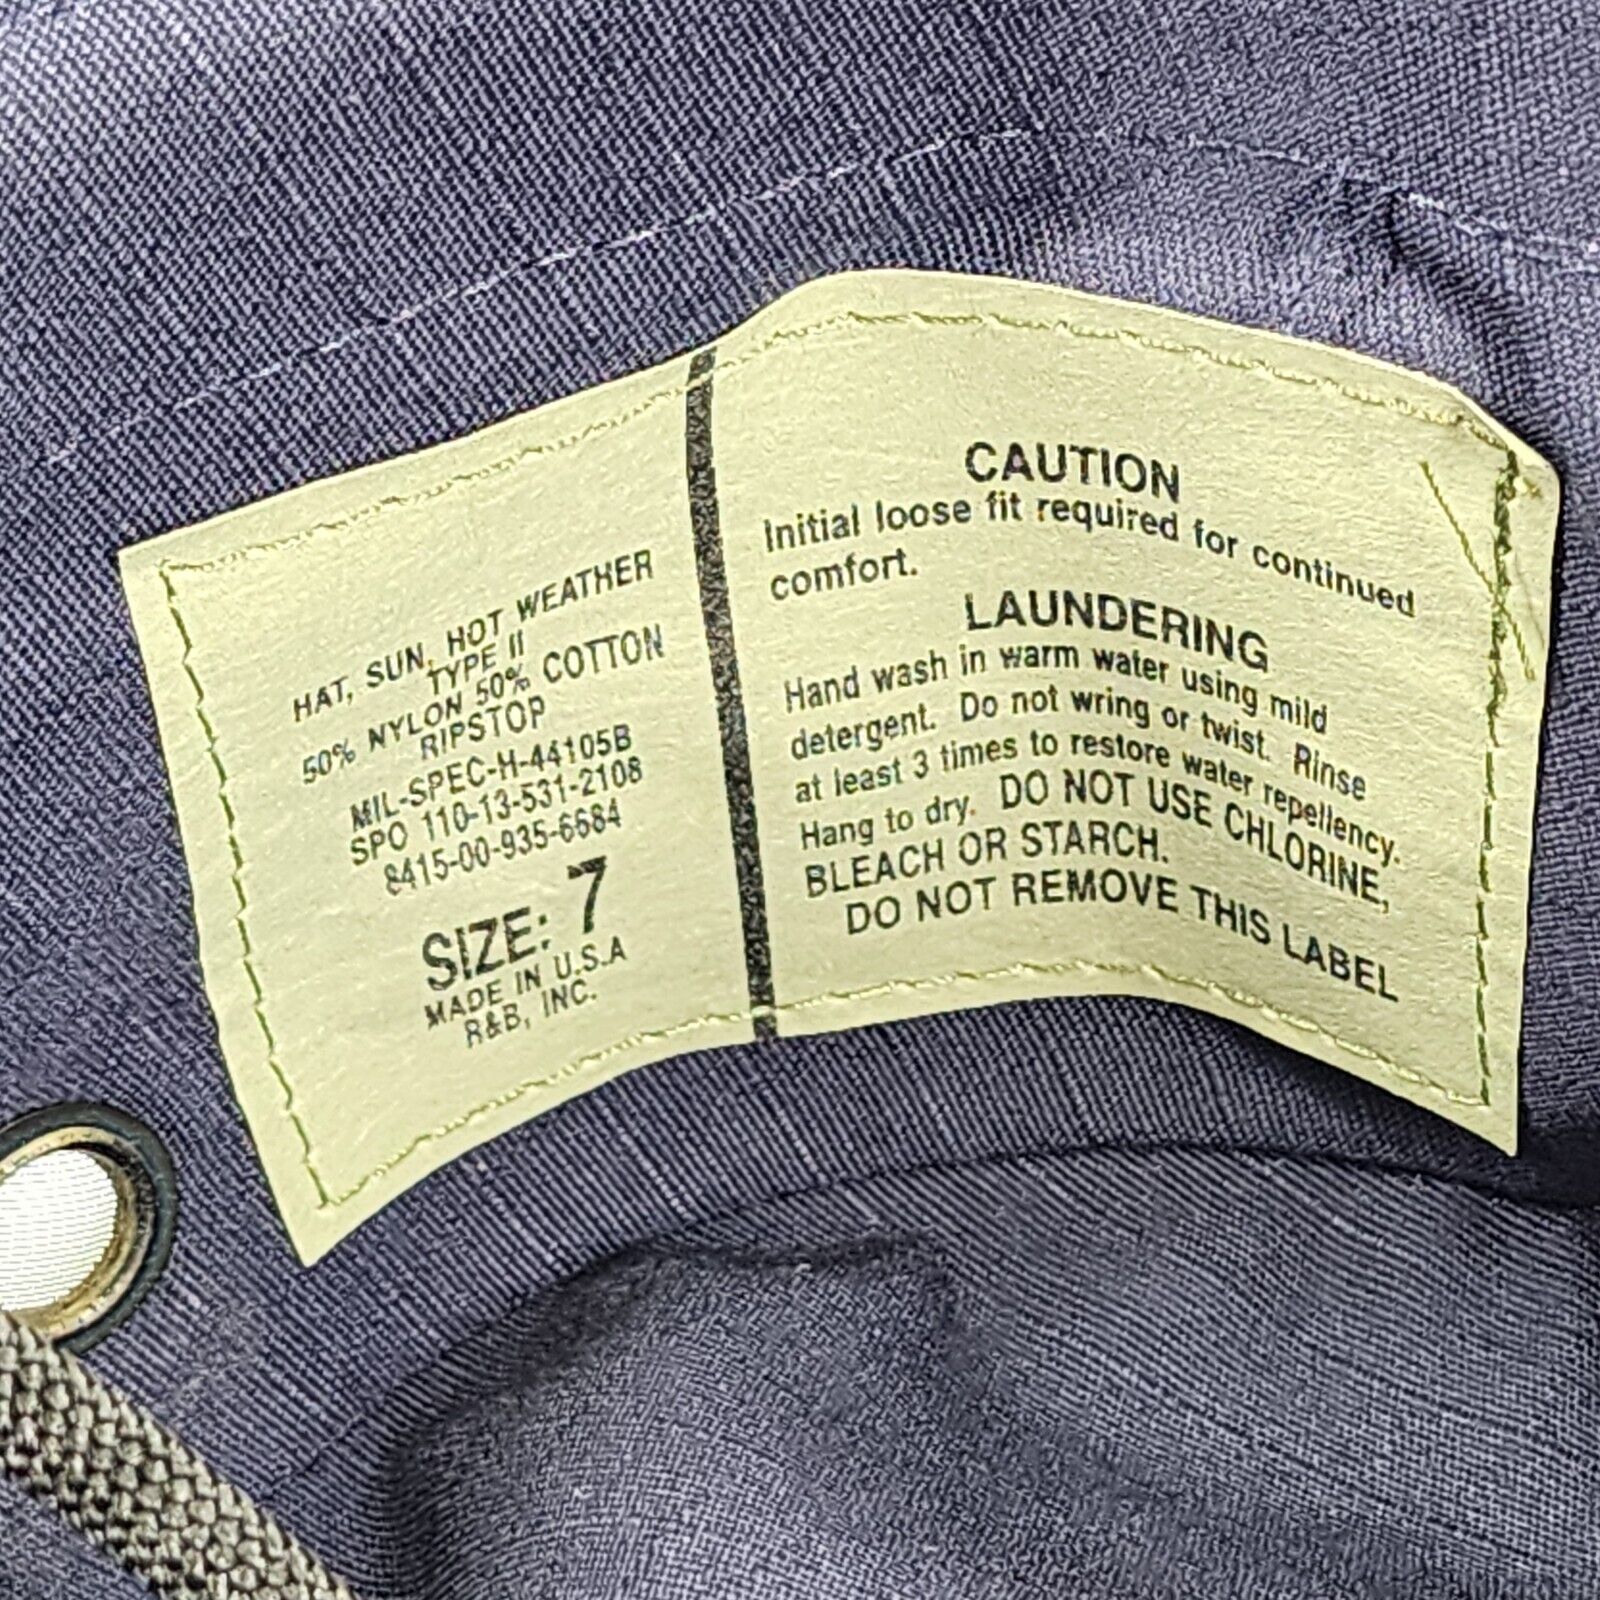 HAT, SUN, HOT WEATHER
TYPE II
50% NYLON 50% COTTON
RIPSTOP
MIL-SPEC-H-44105B
SPO 110-13-531-2108
8415-00-935-6684
SIZE: 7
MADE IN U.S.A
R&B, INC.
CAUTION
Initial loose fit required for continued
comfort.
LAUNDERING
Hand wash in warm water using mild
detergent. Do not wring or twist. Rinse
at least 3 times to restore water repellency.
Hang to dry. DO NOT USE CHLORINE,
BLEACH OR STARCH.
DO NOT REMOVE THIS LABEL